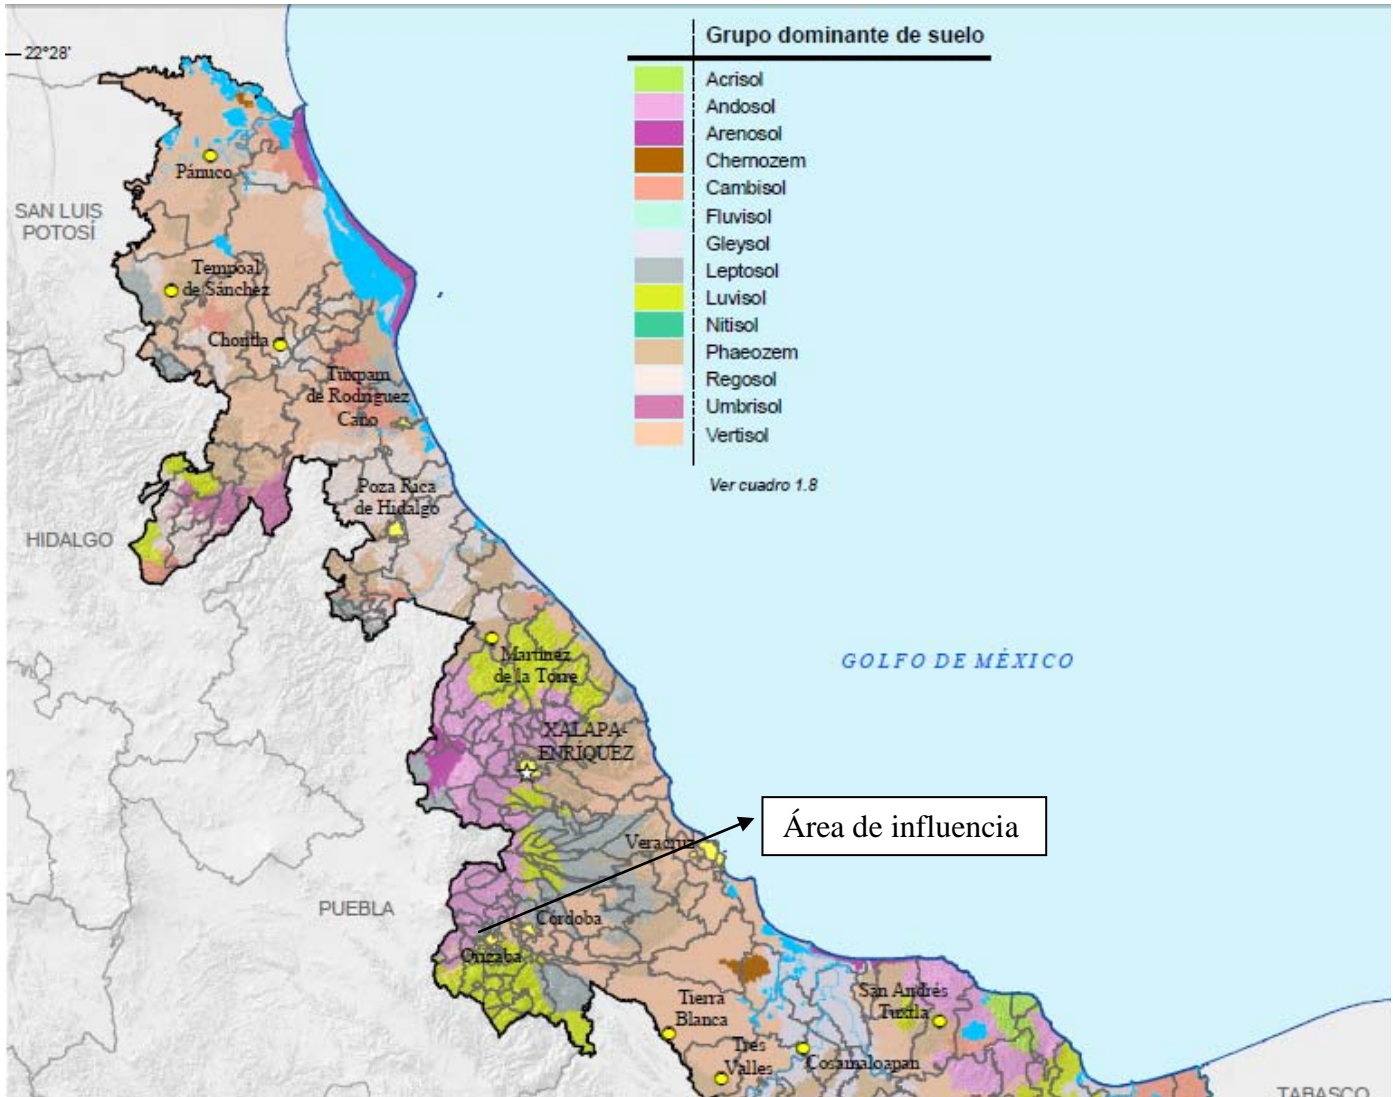 22°28'
Grupo dominante de suelo
Acrisol
Andosol
Arenosol
Chernozem
Cambisol
Fluvisol
Gleysol
Leptosol
Luvisol
Nitisol
Phaeozem
Regosol
Umbrisol
Vertisol
Ver cuadro 1.8
Pánuco
SAN LUIS
POTOSÍ
Tempoal
de Sánchez
Chontla
Túxpam
de Rodríguez
Cano
Poza Rica
de Hidalgo
HIDALGO
Martínez
de la Torre
GOLFO DE MÉXICO
XALAPA-
ENRÍQUEZ
Área de influencia
Veracruz
PUEBLA
Córdoba
Orizaba
San Andrés
Tuxtla
Tierra
Blanca
Tres
Valles
Cosamaloapan
TABASCO